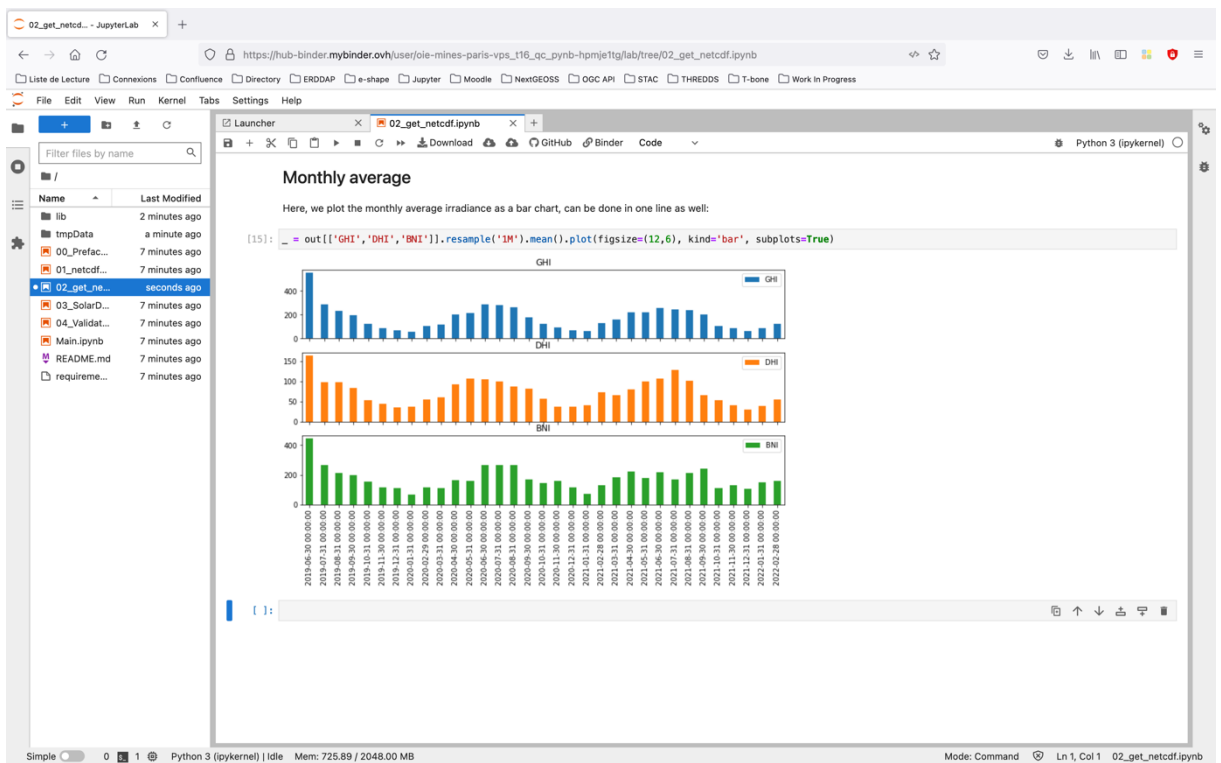 02_get_netcd... - JupyterLab
https://hub-binder.mybinder.ovh/user/oie-mines-paris-vps_t16_qc_pynb-hpmje1tg/lab/tree/02_get_netcdf.ipynb
Liste de Lecture Connexions Confluence Directory ERDDAP e-shape Jupyter Moodle NextGEOSS OGC API STAC THREDDS T-bone Work In Progress
File Edit View Run Kernel Tabs Settings Help
Launcher 02_get_netcdf.ipynb
Download GitHub Binder Code Python 3 (ipykernel)
Filter files by name
/
Name Last Modified
lib 2 minutes ago
tmpData a minute ago
00_Prefac... 7 minutes ago
01_netcdf... 7 minutes ago
02_get_ne... seconds ago
03_SolarD... 7 minutes ago
04_Validat... 7 minutes ago
Main.ipynb 7 minutes ago
README.md 7 minutes ago
requireme... 7 minutes ago
Monthly average
Here, we plot the monthly average irradiance as a bar chart, can be done in one line as well:
[15]: _ = out[['GHI','DHI','BNI']].resample('1M').mean().plot(figsize=(12,6), kind='bar', subplots=True)
GHI
GHI
400
200
0
DHI
DHI
150
100
50
0
BNI
BNI
400
200
0
2019-06-30 00:00:00
2019-07-31 00:00:00
2019-08-31 00:00:00
2019-09-30 00:00:00
2019-10-31 00:00:00
2019-11-30 00:00:00
2019-12-31 00:00:00
2020-01-31 00:00:00
2020-02-29 00:00:00
2020-03-31 00:00:00
2020-04-30 00:00:00
2020-05-31 00:00:00
2020-06-30 00:00:00
2020-07-31 00:00:00
2020-08-31 00:00:00
2020-09-30 00:00:00
2020-10-31 00:00:00
2020-11-30 00:00:00
2020-12-31 00:00:00
2021-01-31 00:00:00
2021-02-28 00:00:00
2021-03-31 00:00:00
2021-04-30 00:00:00
2021-05-31 00:00:00
2021-06-30 00:00:00
2021-07-31 00:00:00
2021-08-31 00:00:00
2021-09-30 00:00:00
2021-10-31 00:00:00
2021-11-30 00:00:00
2021-12-31 00:00:00
2022-01-31 00:00:00
2022-02-28 00:00:00
[ ]:
Simple 0 1 Python 3 (ipykernel) | Idle Mem: 725.89 / 2048.00 MB Mode: Command Ln 1, Col 1 02_get_netcdf.ipynb